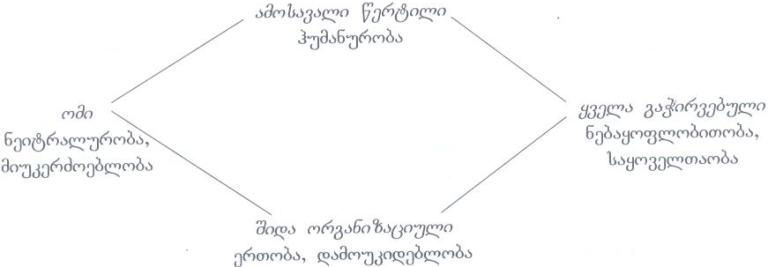 ამოსავალი წერტილი
ჰუმანურობა
ომი
ნეიტრალურობა,
მიუკერძოებლობა
ყველა გაჭირვებული
ნებაყოფლობითობა,
საყოველთაობა
შიდა ორგანიზაციული
ერთობა, დამოუკიდებლობა